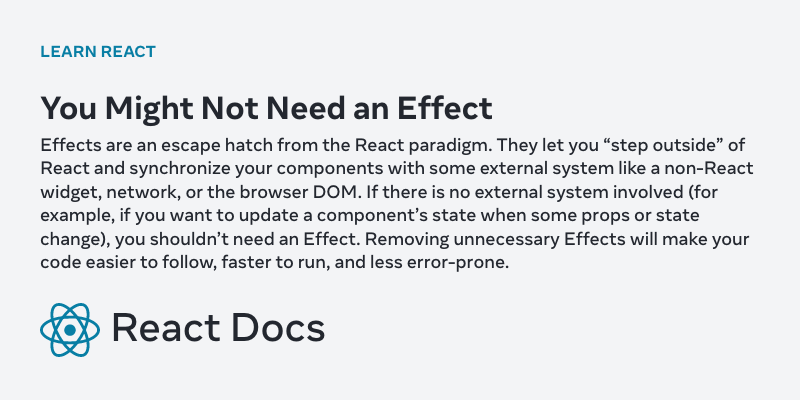 LEARN REACT
You Might Not Need an Effect
Effects are an escape hatch from the React paradigm. They let you “step outside” of
React and synchronize your components with some external system like a non-React
widget, network, or the browser DOM. If there is no external system involved (for
example, if you want to update a component’s state when some props or state
change), you shouldn’t need an Effect. Removing unnecessary Effects will make your
code easier to follow, faster to run, and less error-prone.
React Docs